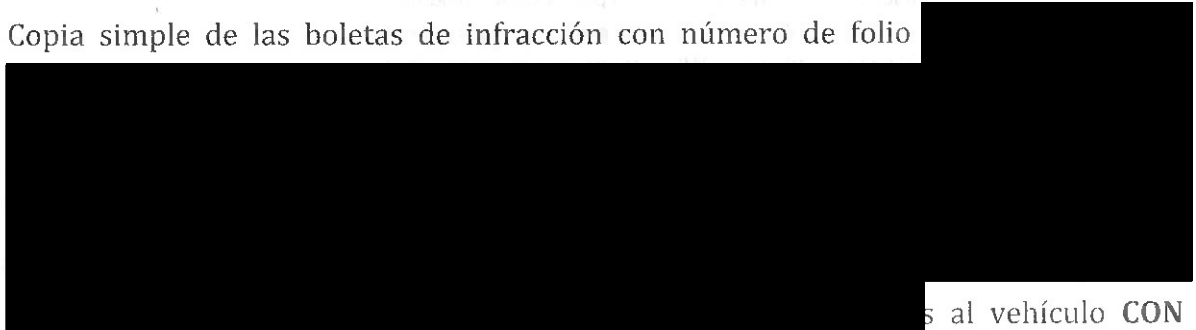 Copia simple de las boletas de infracción con número de folio
al vehículo CON